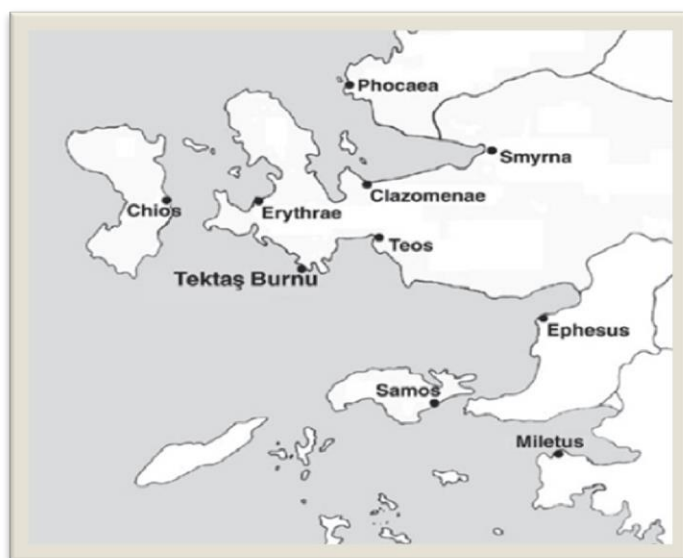 Phocaea
Smyrna
Clazomenae
Chios
Erythrae
Teos
Tektaş Burnu
Ephesus
Samos
Miletus